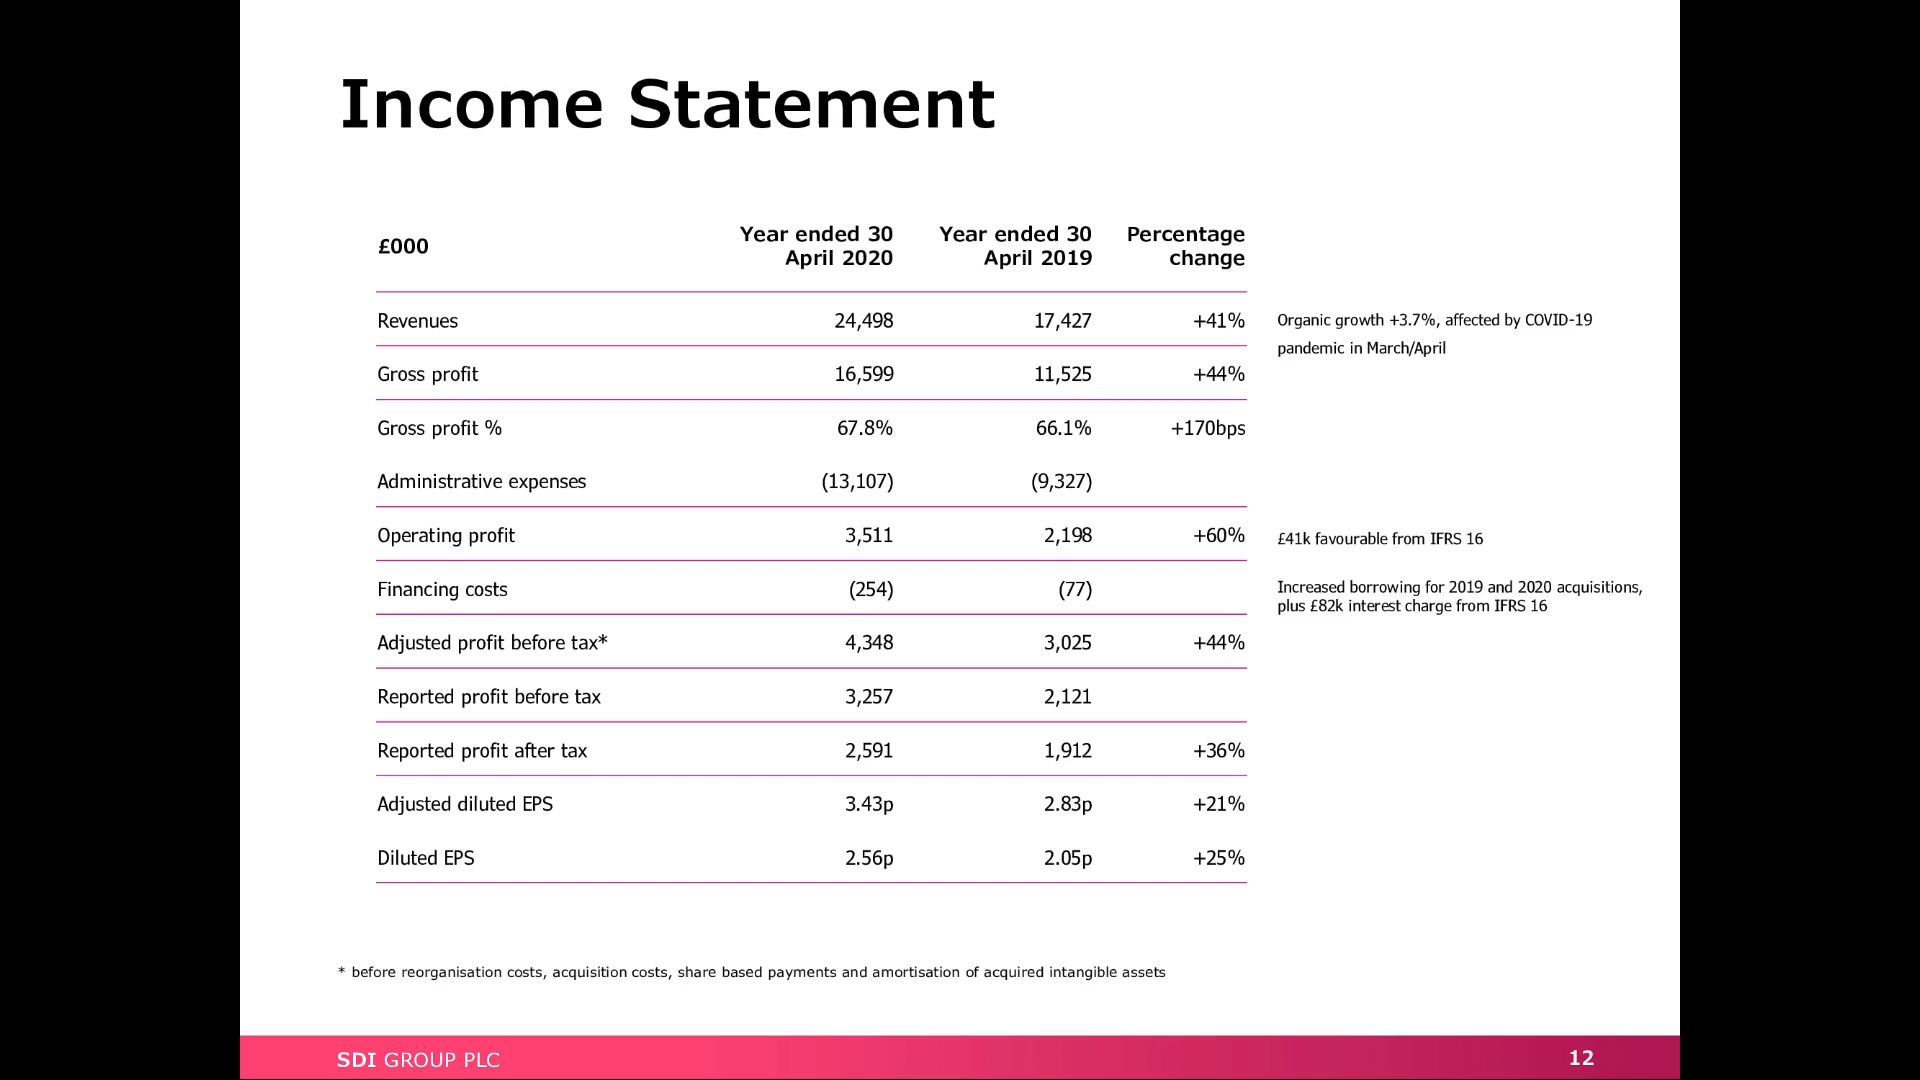 Income Statement
£000 Year ended 30 April 2020 Year ended 30 April 2019 Percentage change
Revenues 24,498 17,427 +41% Organic growth +3.7%, affected by COVID-19
pandemic in March/April
Gross profit 16,599 11,525 +44%
Gross profit % 67.8% 66.1% +170bps
Administrative expenses (13,107) (9,327)
Operating profit 3,511 2,198 +60% £41k favourable from IFRS 16
Financing costs (254) (77) Increased borrowing for 2019 and 2020 acquisitions,
plus £82k interest charge from IFRS 16
Adjusted profit before tax* 4,348 3,025 +44%
Reported profit before tax 3,257 2,121
Reported profit after tax 2,591 1,912 +36%
Adjusted diluted EPS 3.43p 2.83p +21%
Diluted EPS 2.56p 2.05p +25%
* before reorganisation costs, acquisition costs, share based payments and amortisation of acquired intangible assets
SDI GROUP PLC 12